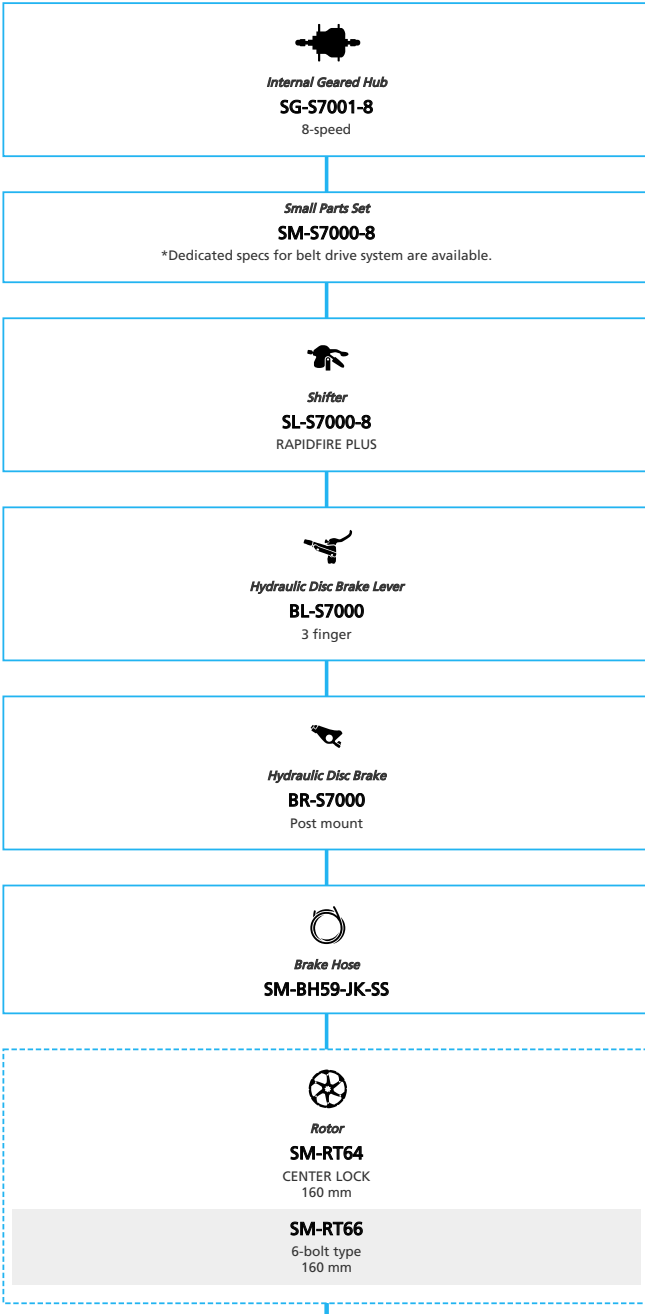 Internal Geared Hub
SG-S7001-8
8-speed
Small Parts Set
SM-S7000-8
*Dedicated specs for belt drive system are available.
Shifter
SL-S7000-8
RAPIDFIRE PLUS
Hydraulic Disc Brake Lever
BL-S7000
3 finger
Hydraulic Disc Brake
BR-S7000
Post mount
Brake Hose
SM-BH59-JK-SS
Rotor
SM-RT64
CENTER LOCK
160 mm
SM-RT66
6-bolt type
160 mm